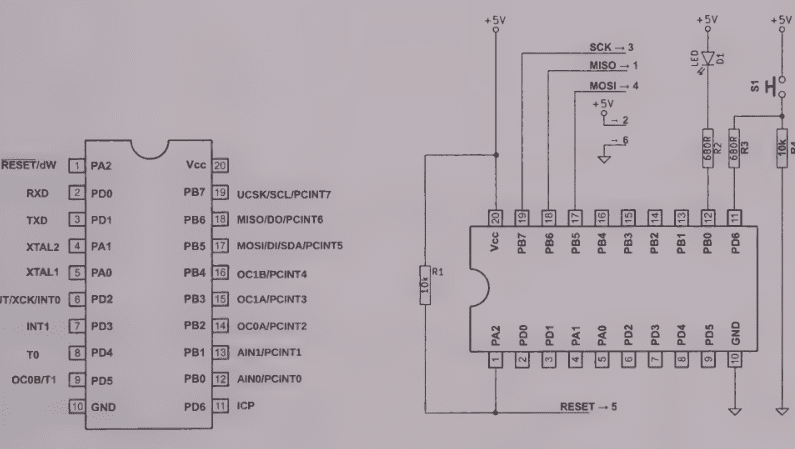 RESET/dW 1 PA2 Vcc 20
RXD 2 PD0 PB7 19 UCSK/SCL/PCINT7
TXD 3 PD1 PB6 18 MISO/DO/PCINT6
XTAL2 4 PA1 PB5 17 MOSI/DI/SDA/PCINT5
XTAL1 5 PA0 PB4 16 OC1B/PCINT4
/XCK/INT0 6 PD2 PB3 15 OC1A/PCINT3
INT1 7 PD3 PB2 14 OC0A/PCINT2
T0 8 PD4 PB1 13 AIN1/PCINT1
OC0B/T1 9 PD5 PB0 12 AIN0/PCINT0
10 GND PD6 11 ICP
+5V +5V +5V
SCK → 3
MISO → 1
MOSI → 4
+5V
→ 2
→ 6
LED D1
S1
680R R2
680R R3
10k R4
10k R1
20 19 18 17 16 15 14 13 12 11
Vcc PB7 PB6 PB5 PB4 PB3 PB2 PB1 PB0 PD6
PA2 PD0 PD1 PA1 PA0 PD2 PD3 PD4 PD5 GND
1 2 3 4 5 6 7 8 9 10
RESET → 5